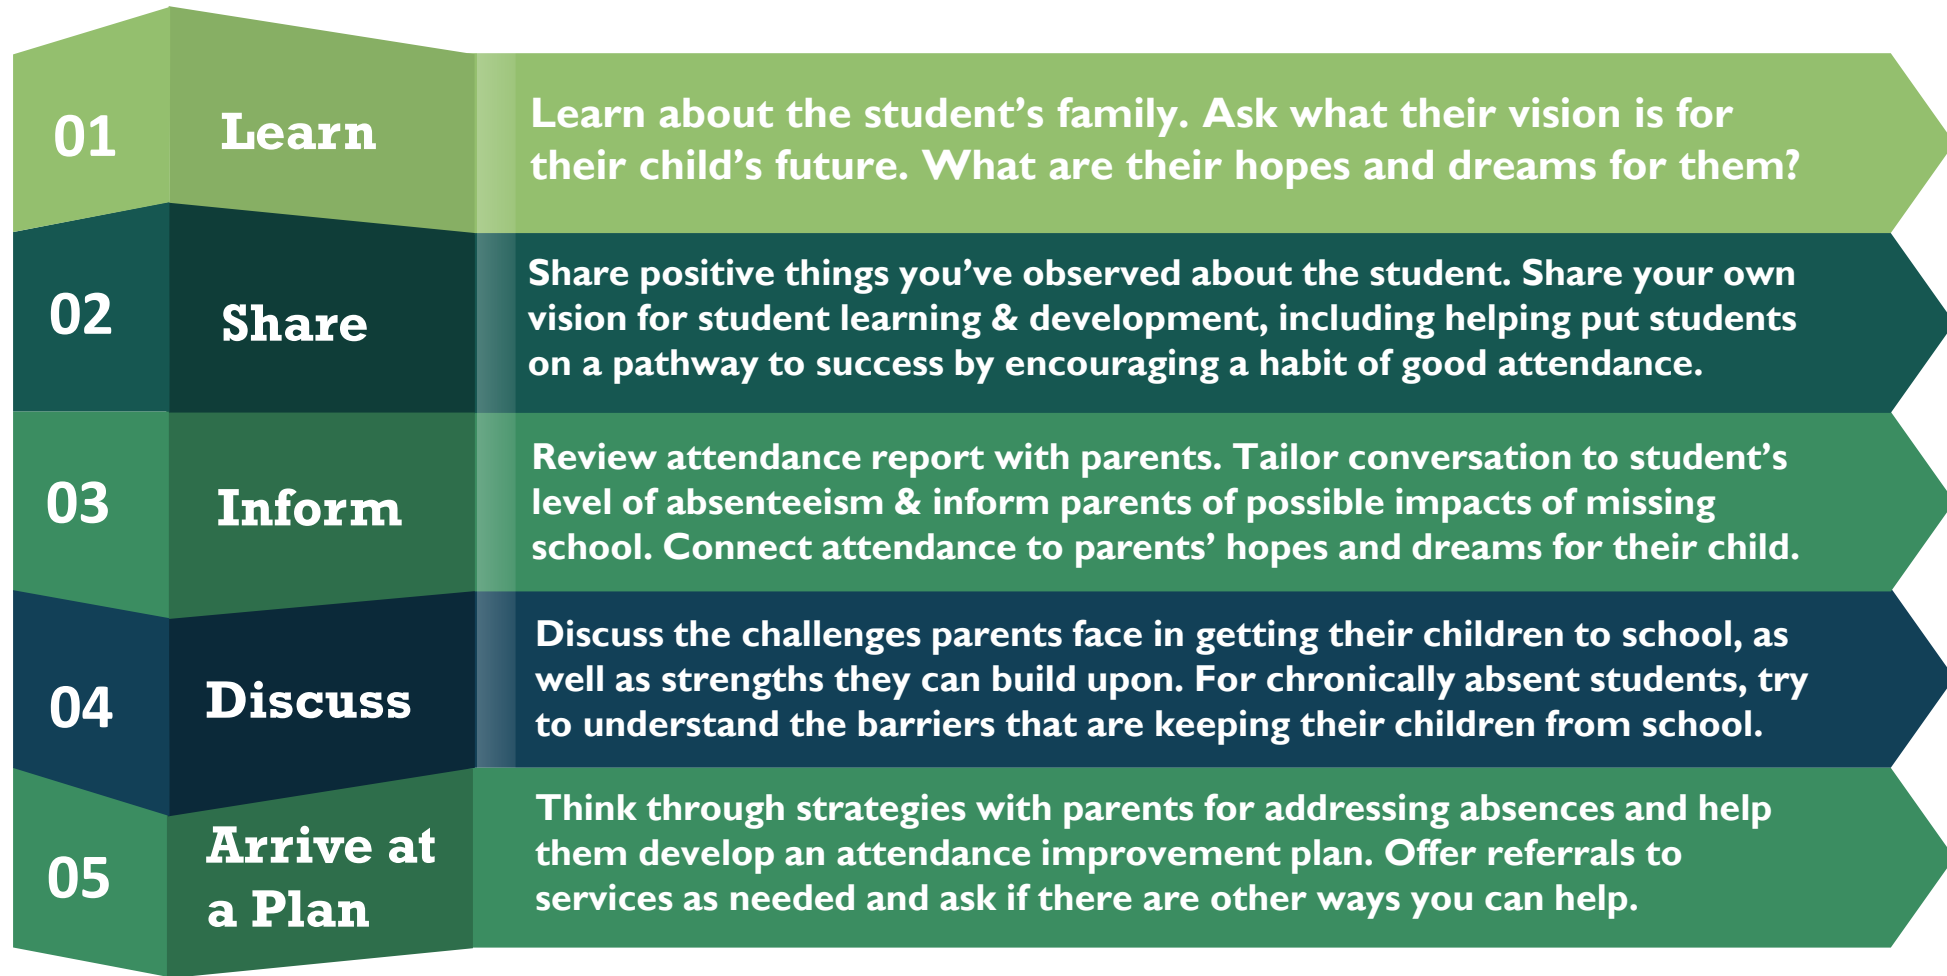 01
Learn
Learn about the student’s family. Ask what their vision is for
their child’s future. What are their hopes and dreams for them?
02
Share
Share positive things you’ve observed about the student. Share your own
vision for student learning & development, including helping put students
on a pathway to success by encouraging a habit of good attendance.
03
Inform
Review attendance report with parents. Tailor conversation to student’s
level of absenteeism & inform parents of possible impacts of missing
school. Connect attendance to parents’ hopes and dreams for their child.
04
Discuss
Discuss the challenges parents face in getting their children to school, as
well as strengths they can build upon. For chronically absent students, try
to understand the barriers that are keeping their children from school.
05
Arrive at
a Plan
Think through strategies with parents for addressing absences and help
them develop an attendance improvement plan. Offer referrals to
services as needed and ask if there are other ways you can help.